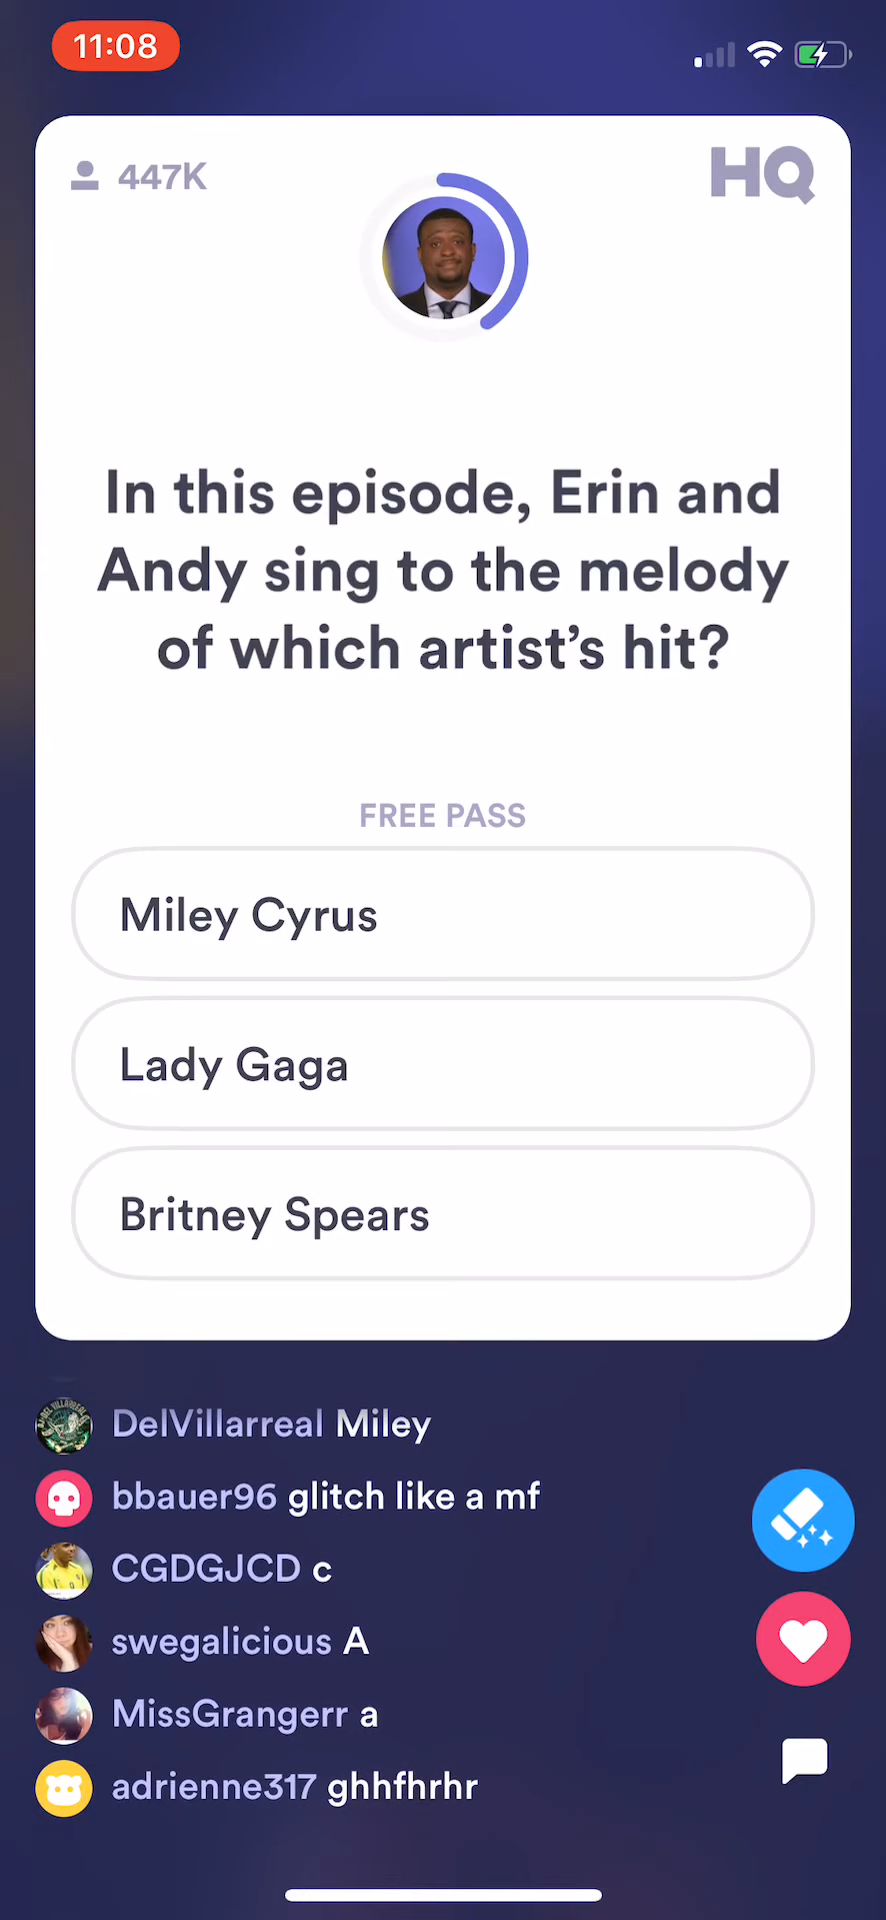 11:08
447K
HQ
In this episode, Erin and
Andy sing to the melody
of which artist’s hit?
FREE PASS
Miley Cyrus
Lady Gaga
Britney Spears
DelVillarreal Miley
bbauer96 glitch like a mf
CGDGJCD c
swegalicious A
MissGrangerr a
adrienne317 ghhfhrhr